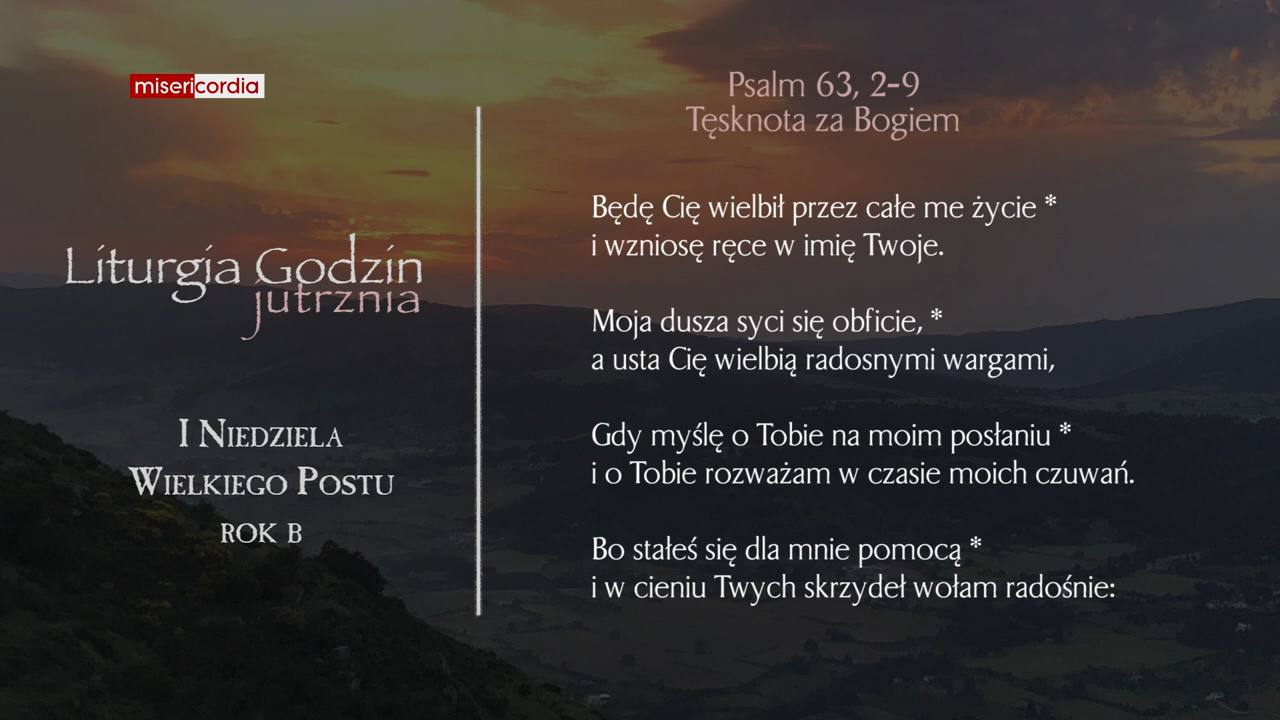 misericordia
Liturgia Godzin
jutrznia
I Niedziela
Wielkiego Postu
rok b
Psalm 63, 2-9
Tęsknota za Bogiem
Będę Cię wielbił przez całe me życie *
i wzniosę ręce w imię Twoje.
Moja dusza syci się obficie, *
a usta Cię wielbią radosnymi wargami,
Gdy myślę o Tobie na moim posłaniu *
i o Tobie rozważam w czasie moich czuwań.
Bo stałeś się dla mnie pomocą *
i w cieniu Twych skrzydeł wołam radośnie: